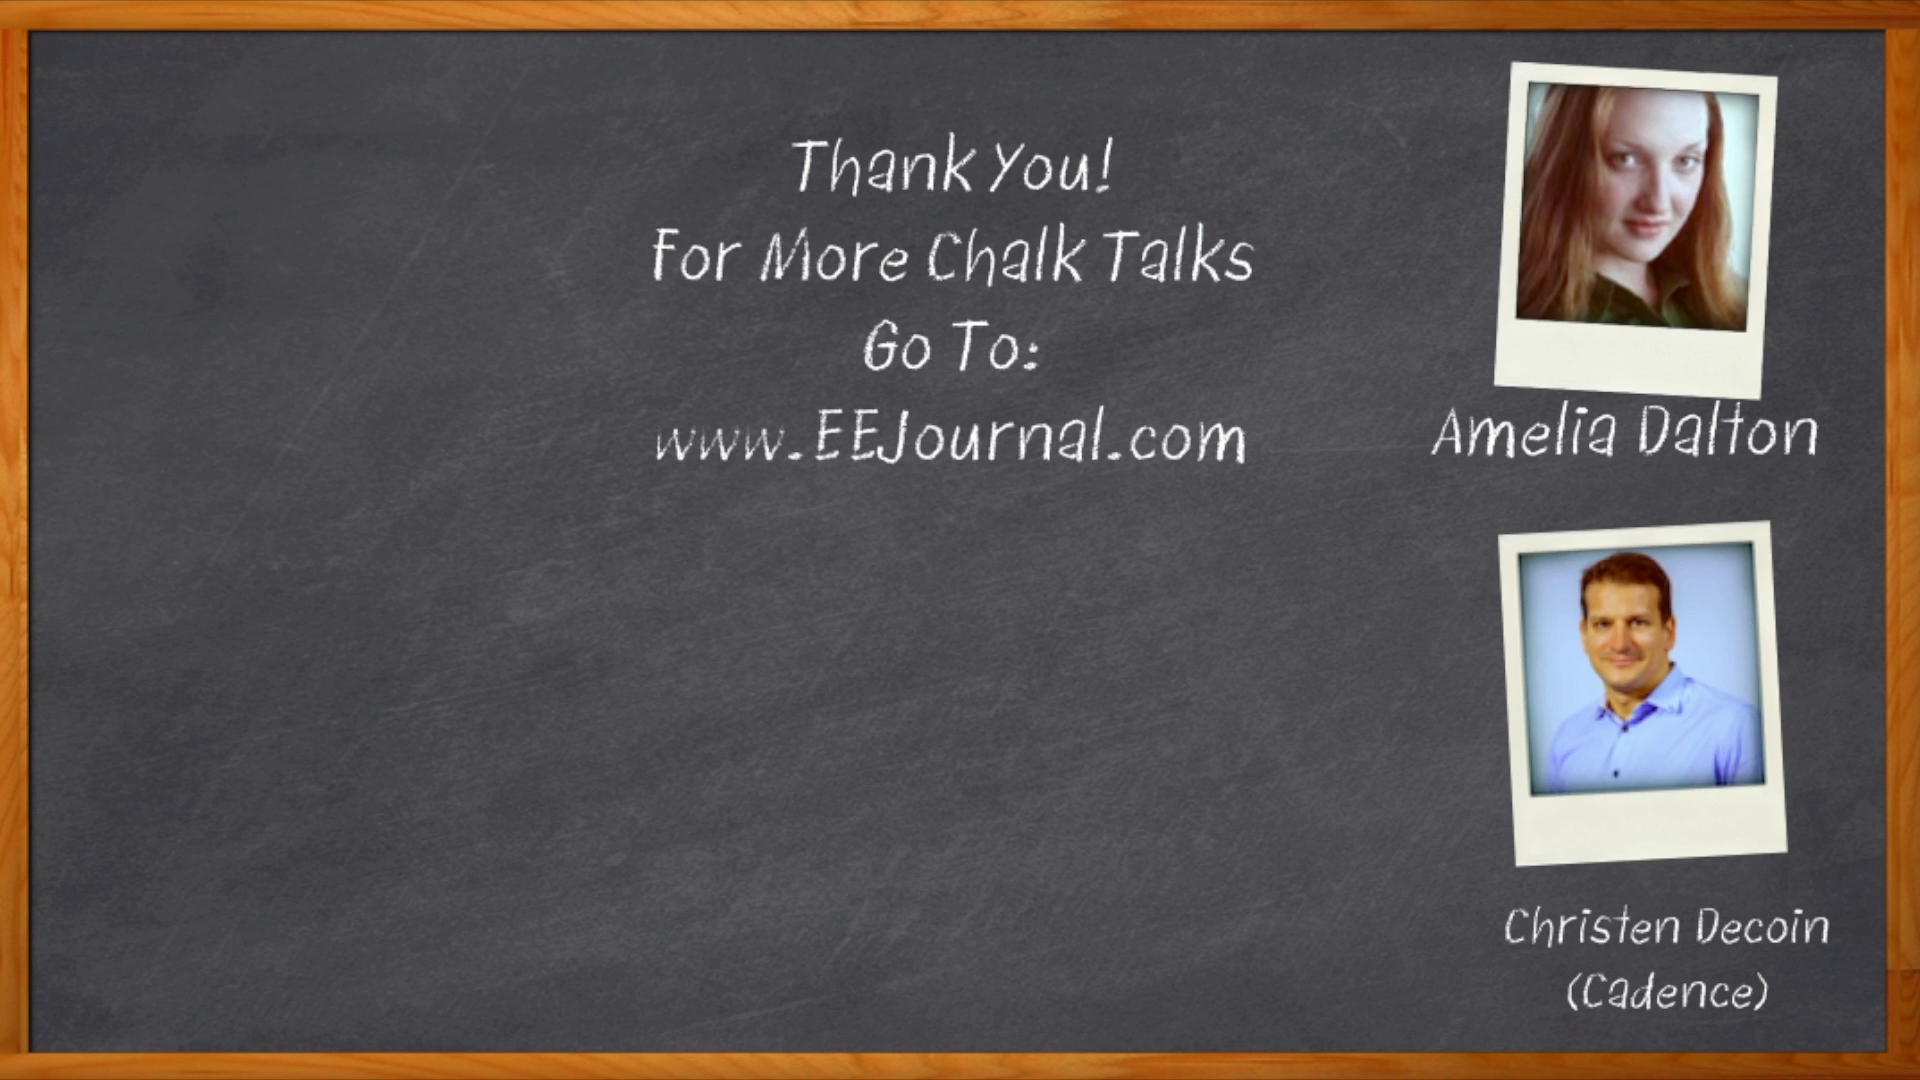 Thank You!
For More Chalk Talks
Go To:
www.EEJournal.com
Amelia Dalton
Christen Decoin
(Cadence)